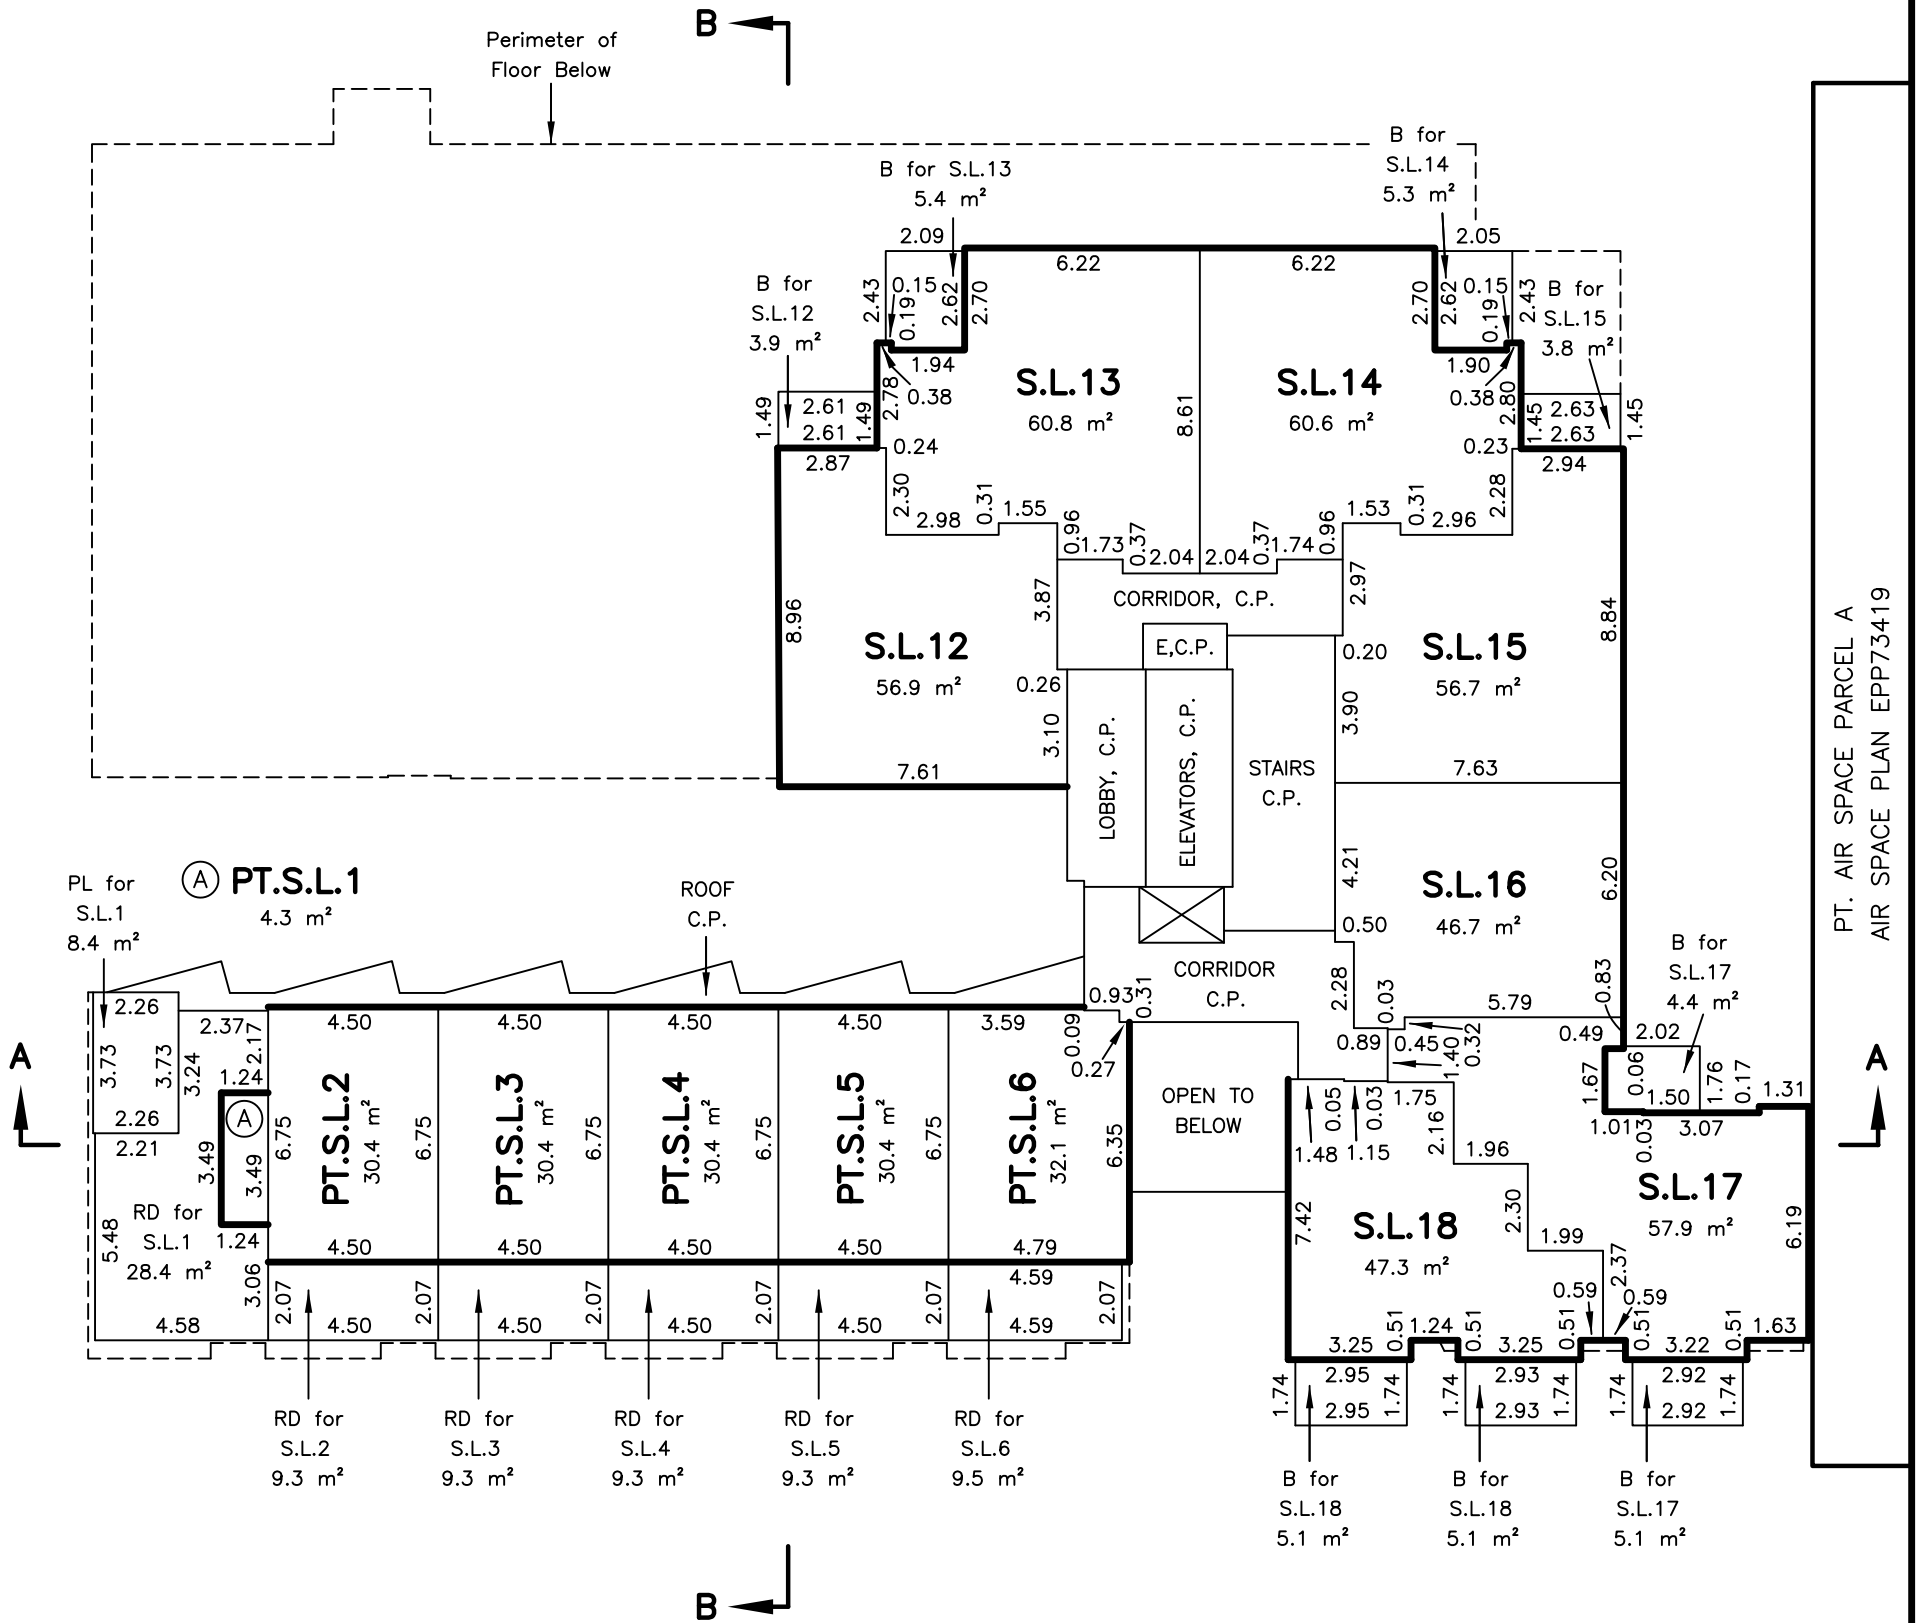 B
Perimeter of
Floor Below
B for S.L.13
5.4 m²
B for
S.L.14
5.3 m²
2.09
2.05
6.22
6.22
B for
S.L.12
3.9 m²
2.43
0.15
0.19
2.62
2.70
2.70
2.62
0.15
0.19
2.43
B for
S.L.15
3.8 m²
1.94
1.90
S.L.13
60.8 m²
S.L.14
60.6 m²
8.61
0.38
0.38
2.78
2.80
1.49
2.61
2.61
1.49
1.45
2.63
2.63
1.45
2.87
0.24
0.23
2.94
2.30
2.98
0.31
1.55
0.96
1.73
0.37
2.04
2.04
0.37
1.74
0.96
1.53
0.31
2.96
2.28
CORRIDOR, C.P.
3.87
2.97
8.96
S.L.12
56.9 m²
E,C.P.
0.20
S.L.15
56.7 m²
8.84
0.26
3.10
3.90
7.61
7.63
LOBBY, C.P.
ELEVATORS, C.P.
STAIRS
C.P.
PT. AIR SPACE PARCEL A
AIR SPACE PLAN EPP73419
PL for
S.L.1
8.4 m²
A
PT.S.L.1
4.3 m²
ROOF
C.P.
4.21
S.L.16
46.7 m²
6.20
0.50
B for
S.L.17
4.4 m²
CORRIDOR
C.P.
2.28
0.03
5.79
0.83
0.93
0.31
0.09
0.27
0.89
0.45
0.32
1.40
0.49
2.02
2.26
2.37
2.17
4.50
4.50
4.50
4.50
3.59
A
3.73
3.73
3.24
1.24
2.26
2.21
A
3.49
3.49
6.75
PT.S.L.2
30.4 m²
6.75
PT.S.L.3
30.4 m²
6.75
PT.S.L.4
30.4 m²
6.75
PT.S.L.5
30.4 m²
6.75
PT.S.L.6
32.1 m²
6.35
OPEN TO
BELOW
1.48
0.05
1.15
0.03
1.75
2.16
1.96
1.67
0.06
1.50
1.76
0.17
1.31
1.01
0.03
3.07
A
5.48
RD for
S.L.1
28.4 m²
1.24
3.06
4.58
4.50
4.50
4.50
4.50
4.79
4.59
2.07
2.07
2.07
2.07
2.07
2.07
4.50
4.50
4.50
4.50
4.59
7.42
S.L.18
47.3 m²
2.30
1.99
2.37
S.L.17
57.9 m²
6.19
0.59
0.59
3.25
0.51
1.24
0.51
3.25
0.51
0.51
3.22
0.51
1.63
1.74
2.95
2.95
1.74
1.74
2.93
2.93
1.74
1.74
2.92
2.92
1.74
RD for
S.L.2
9.3 m²
RD for
S.L.3
9.3 m²
RD for
S.L.4
9.3 m²
RD for
S.L.5
9.3 m²
RD for
S.L.6
9.5 m²
B for
S.L.18
5.1 m²
B for
S.L.18
5.1 m²
B for
S.L.17
5.1 m²
B